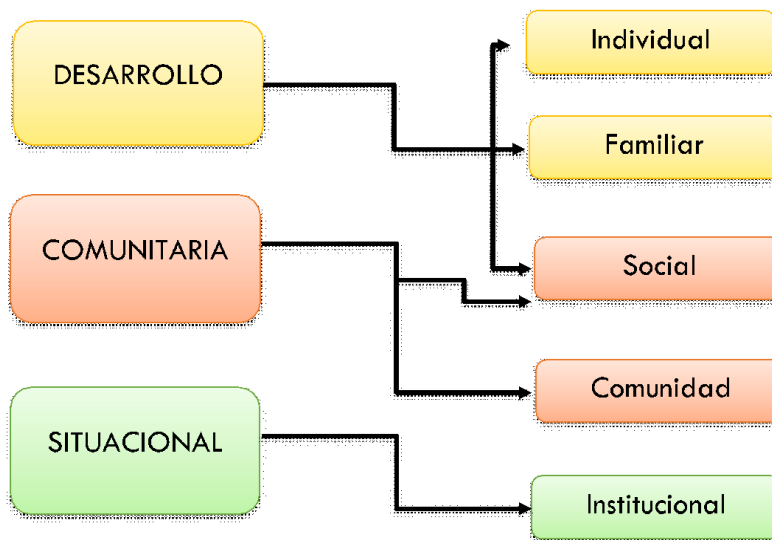 DESARROLLO
COMUNITARIA
SITUACIONAL
Individual
Familiar
Social
Comunidad
Institucional